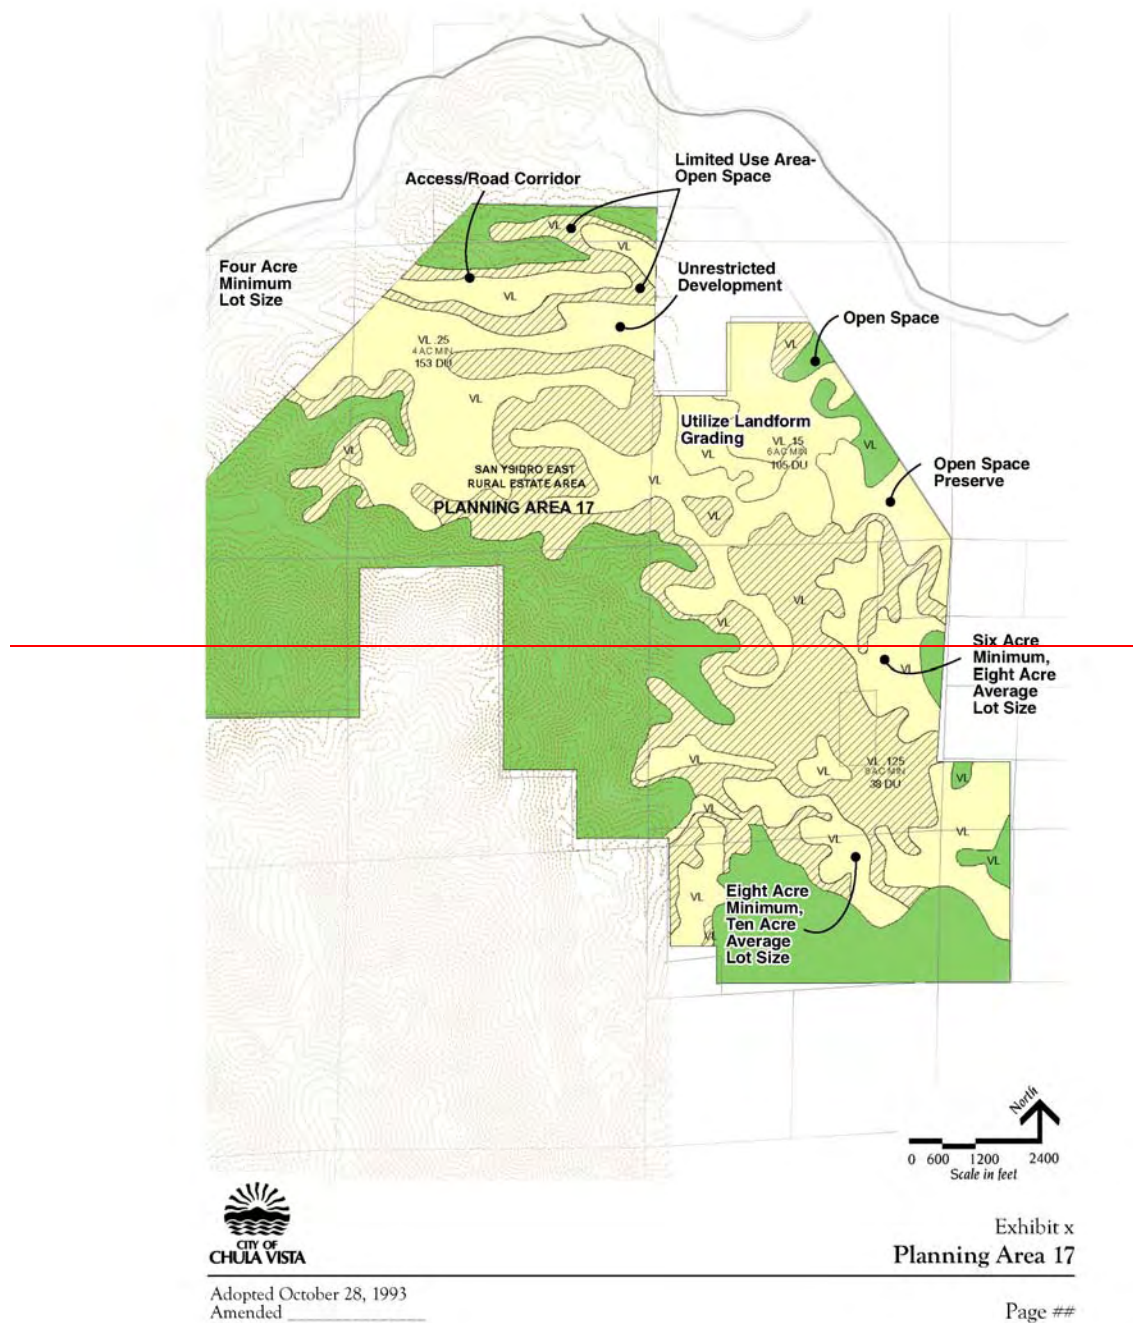 Limited Use Area-
Open Space
Access/Road Corridor
VL
VL
Four Acre
Minimum
Lot Size
Unrestricted
Development
VL
Open Space
VL .25
4 AC MIN
153 DU
VL
VL
Utilize Landform
Grading
VL .15
6 AC MIN
105 DU
VL
VL
VL
Open Space
Preserve
SAN YSIDRO EAST
RURAL ESTATE AREA
VL
PLANNING AREA 17
VL
VL
VL
Six Acre
Minimum,
Eight Acre
Average
Lot Size
VL
VL
VL
VL .125
8 AC MIN
38 DU
VL
VL
VL
VL
VL
VL
Eight Acre
Minimum,
Ten Acre
Average
Lot Size
VL
North
0 600 1200 2400
Scale in feet
CITY OF
CHULA VISTA
Exhibit x
Planning Area 17
Adopted October 28, 1993
Amended ________________
Page ##